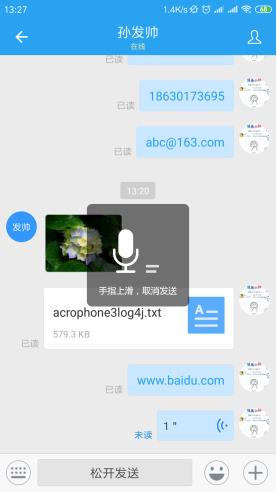 13:27
1.4K/s
68
孙发帅
在线
已读
18630173695
已读
abc@163.com
已读
13:20
发帅
手指上滑，取消发送
acrophone3log4j.txt
579.3 KB
已读
www.baidu.com
已读
1 "
未读
松开发送